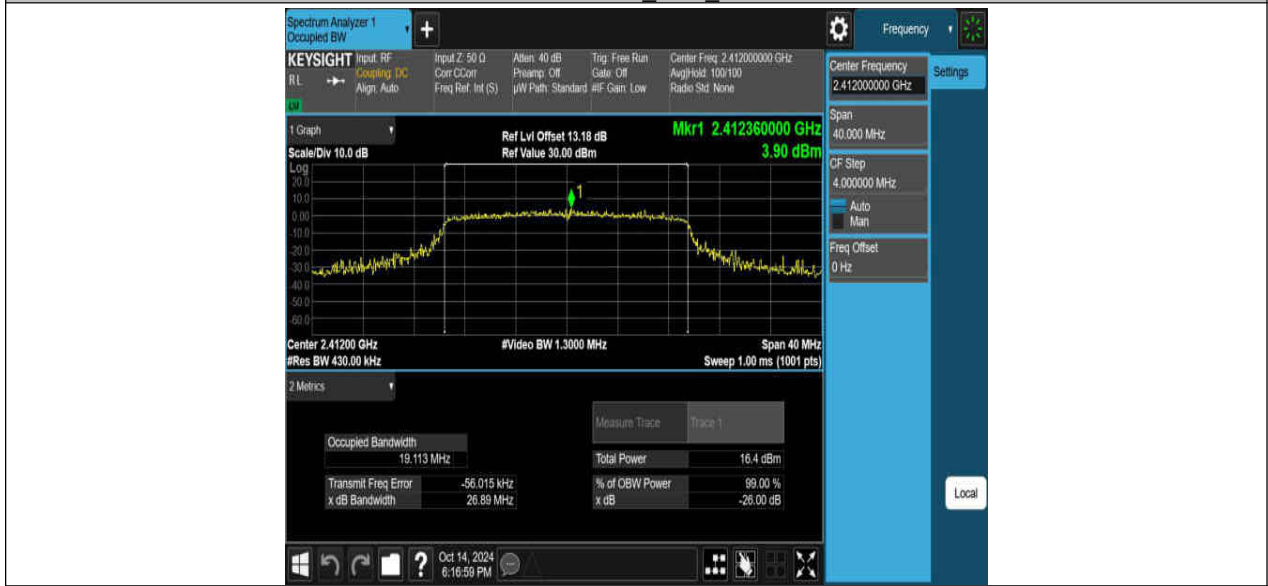 Spectrum Analyzer 1
Occupied BW
+
Frequency
KEYSIGHT
RL
LM
Input: RF
Coupling: DC
Align: Auto
Input Z: 50 Ω
Corr CCorr
Freq Ref: Int (S)
Atten: 40 dB
Preamp: Off
µW Path: Standard
Trig: Free Run
Gate: Off
#IF Gain: Low
Center Freq: 2.412000000 GHz
Avg|Hold: 100/100
Radio Std: None
Center Frequency
2.412000000 GHz
Settings
Span
40.000 MHz
CF Step
4.000000 MHz
Auto
Man
Freq Offset
0 Hz
1 Graph
Scale/Div 10.0 dB
Ref Lvl Offset 13.18 dB
Ref Value 30.00 dBm
Mkr1 2.412360000 GHz
3.90 dBm
Log
20.0
10.0
0.00
-10.0
-20.0
-30.0
-40.0
-50.0
-60.0
1
Center 2.41200 GHz
#Res BW 430.00 kHz
#Video BW 1.3000 MHz
Span 40 MHz
Sweep 1.00 ms (1001 pts)
2 Metrics
Measure Trace Trace 1
Occupied Bandwidth
19.113 MHz
Total Power 16.4 dBm
Transmit Freq Error -56.015 kHz
% of OBW Power 99.00 %
x dB Bandwidth 26.89 MHz
x dB -26.00 dB
Local
?
Oct 14, 2024
6:16:59 PM